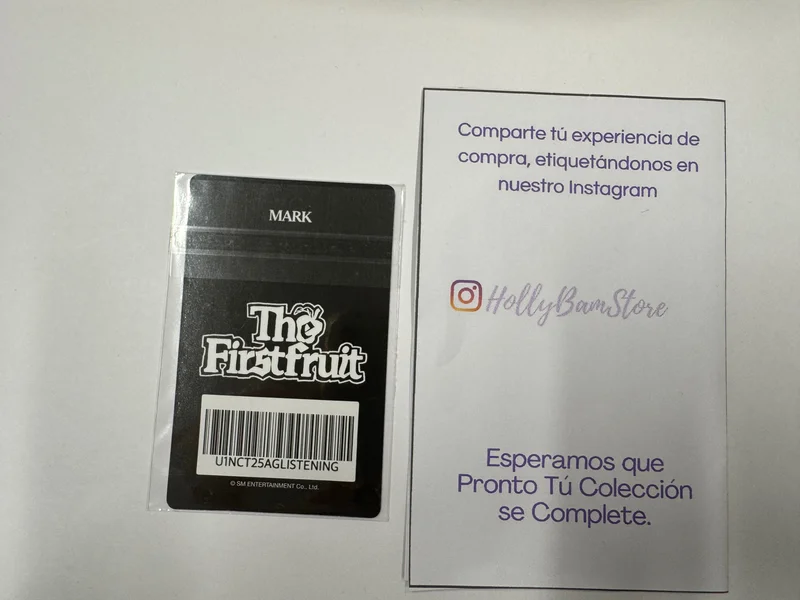 MARK
The
Firstfruit
U1NCT25AGLISTENING
© SM ENTERTAINMENT Co., Ltd.
Comparte tú experiencia de
compra, etiquetándonos en
nuestro Instagram
HollyBamStore
Esperamos que
Pronto Tú Colección
se Complete.